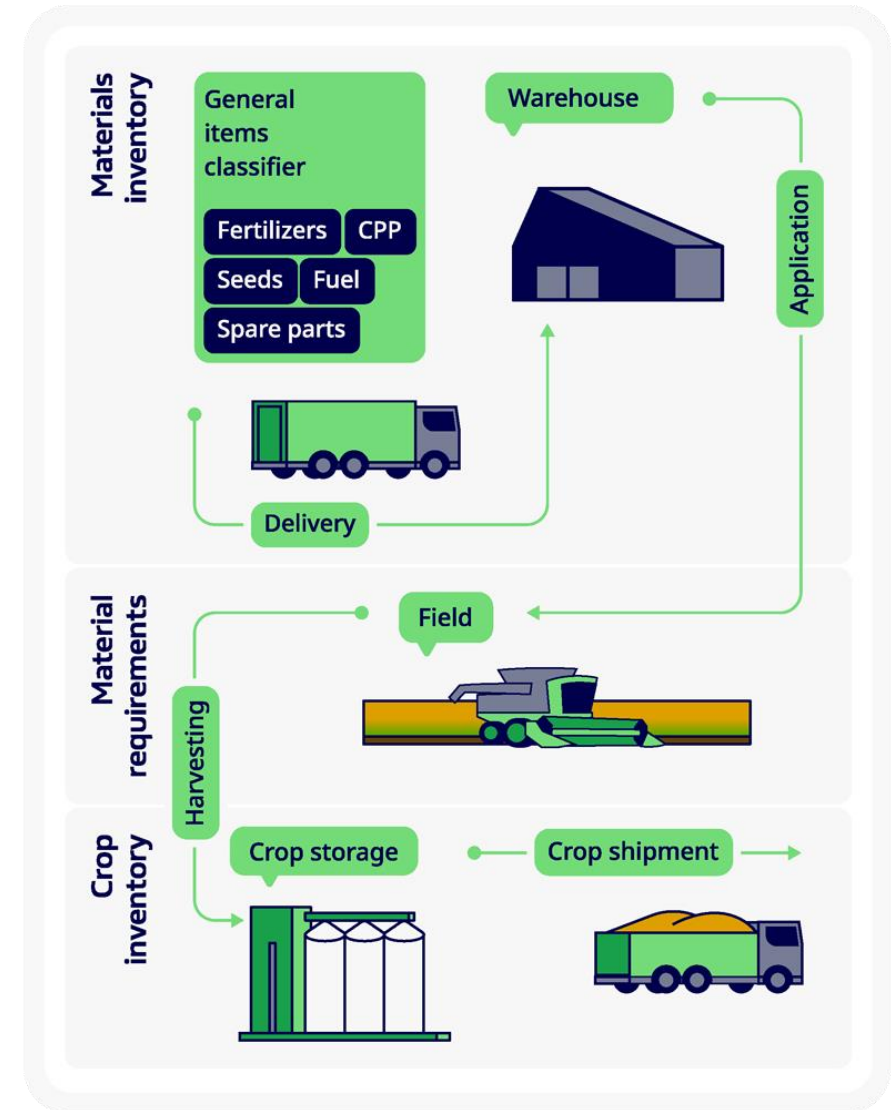 Materials
inventory
General
items
classifier
Fertilizers CPP
Seeds Fuel
Spare parts
Warehouse
Application
Delivery
Material
requirements
Field
Harvesting
Crop
inventory
Crop storage
Crop shipment